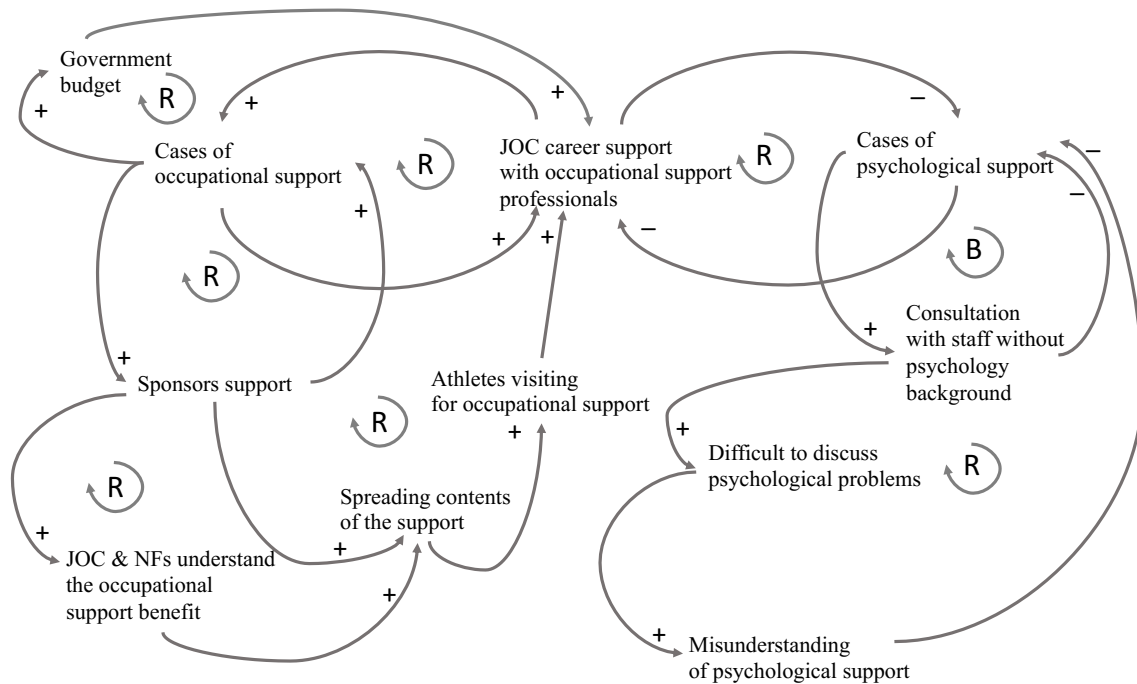 Government
budget
R
+
+
+
–
Cases of
occupational support
R
JOC career support
with occupational support
professionals
R
Cases of
psychological support
–
–
+
+
+
–
R
B
+
Consultation
with staff without
psychology
background
+
Sponsors support
Athletes visiting
for occupational support
+
R
+
Difficult to discuss
psychological problems
R
R
Spreading contents
of the support
+
+
JOC & NFs understand
the occupational
support benefit
+
+
Misunderstanding
of psychological support